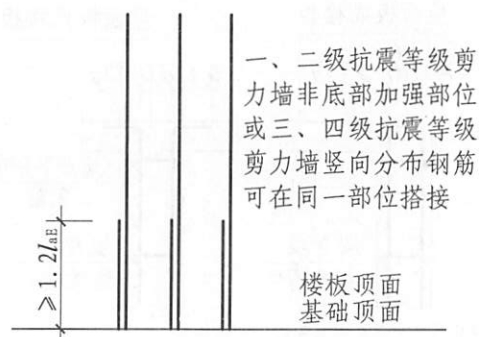 一、二级抗震等级剪
力墙非底部加强部位
或三、四级抗震等级
剪力墙竖向分布钢筋
可在同一部位搭接
≥1.2laE
楼板顶面
基础顶面